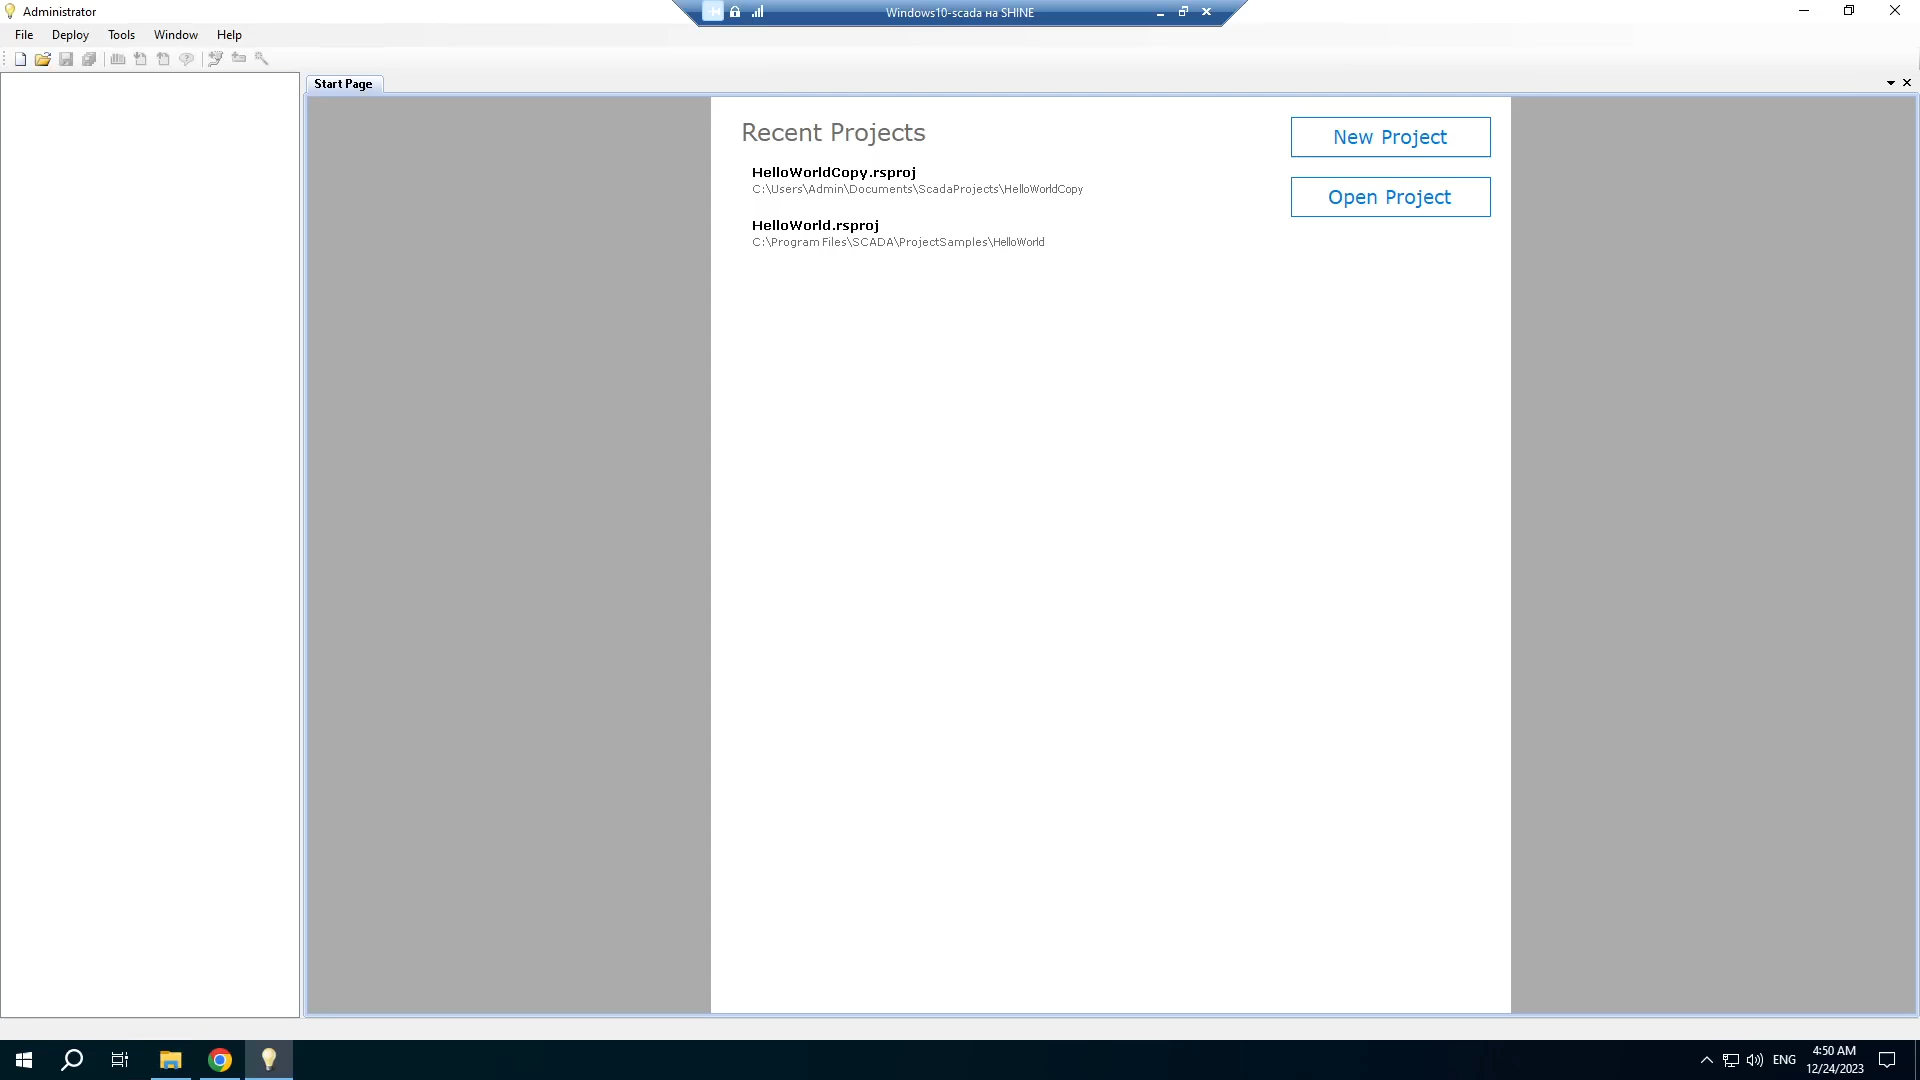 Administrator
Windows10-scada на SHINE
File Deploy Tools Window Help
Start Page
Recent Projects
HelloWorldCopy.rsproj
C:\Users\Admin\Documents\ScadaProjects\HelloWorldCopy
HelloWorld.rsproj
C:\Program Files\SCADA\ProjectSamples\HelloWorld
New Project
Open Project
ENG
4:50 AM
12/24/2023